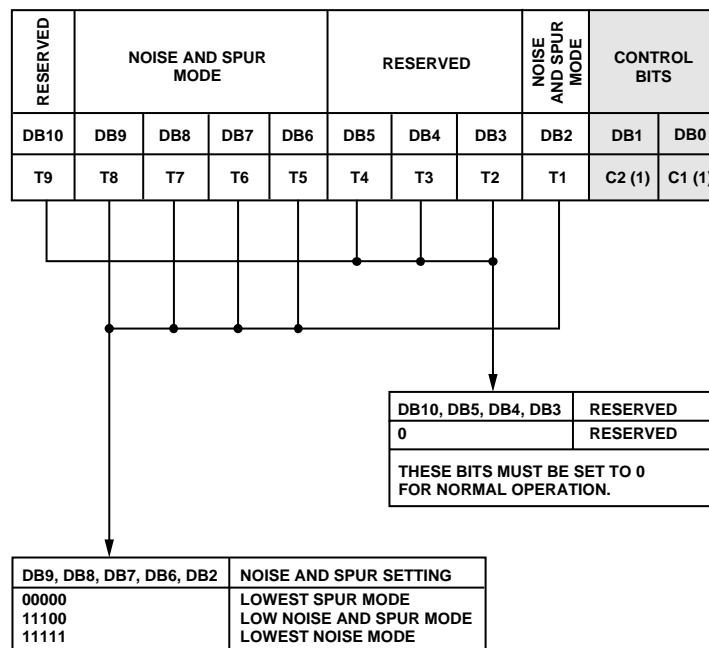 RESERVED
NOISE AND SPUR
MODE
RESERVED
NOISE
AND SPUR
MODE
CONTROL
BITS
DB10 DB9 DB8 DB7 DB6 DB5 DB4 DB3 DB2 DB1 DB0
T9 T8 T7 T6 T5 T4 T3 T2 T1 C2 (1) C1 (1)
DB10, DB5, DB4, DB3 RESERVED
0 RESERVED
THESE BITS MUST BE SET TO 0
FOR NORMAL OPERATION.
DB9, DB8, DB7, DB6, DB2 NOISE AND SPUR SETTING
00000 LOWEST SPUR MODE
11100 LOW NOISE AND SPUR MODE
11111 LOWEST NOISE MODE